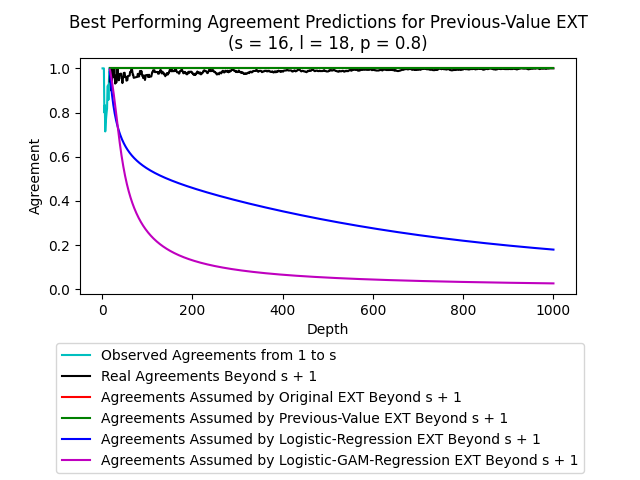 Best Performing Agreement Predictions for Previous-Value EXT
(s = 16, l = 18, p = 0.8)
1.0
0.8
0.6
0.4
0.2
0.0
Agreement
0
200
400
600
800
1000
Depth
Observed Agreements from 1 to s
Real Agreements Beyond s + 1
Agreements Assumed by Original EXT Beyond s + 1
Agreements Assumed by Previous-Value EXT Beyond s + 1
Agreements Assumed by Logistic-Regression EXT Beyond s + 1
Agreements Assumed by Logistic-GAM-Regression EXT Beyond s + 1